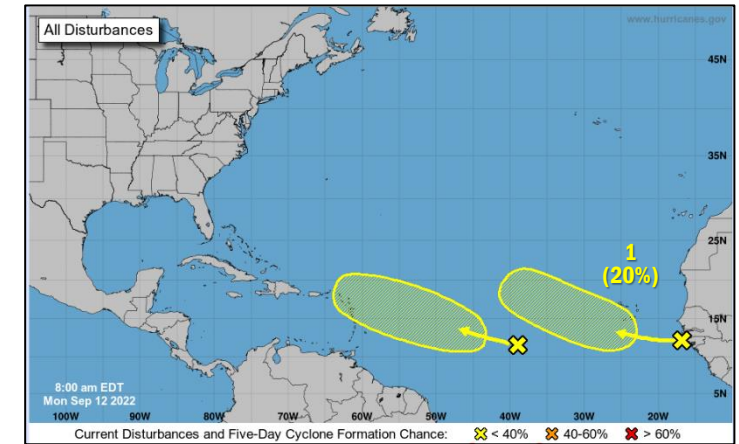 All Disturbances
www.hurricanes.gov
45N
35N
25N
1
(20%)
15N
8:00 am EDT
Mon Sep 12 2022
5N
100W 90W 80W 70W 60W 50W 40W 30W 20W
Current Disturbances and Five-Day Cyclone Formation Chance: < 40% 40-60% > 60%